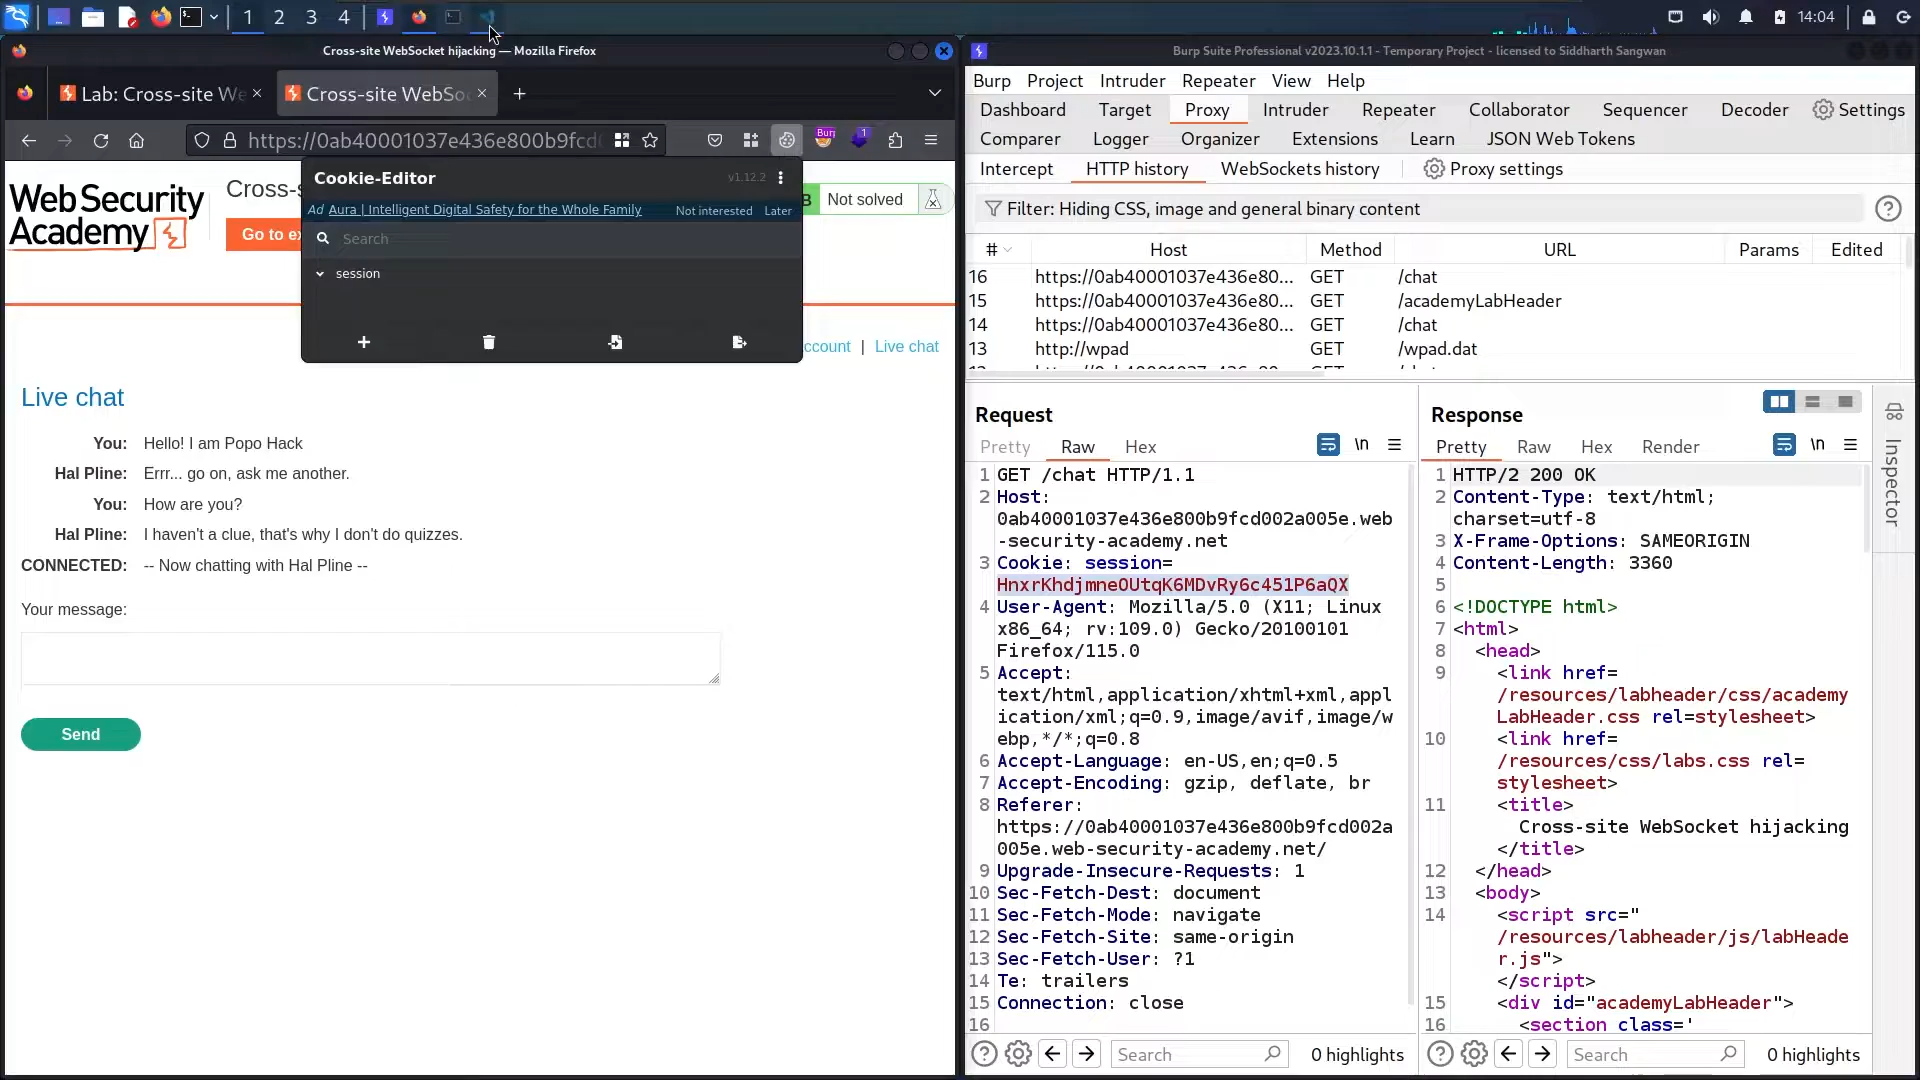 1 2 3 4
14:04
Cross-site WebSocket hijacking — Mozilla Firefox
Lab: Cross-site We
Cross-site WebSoc
https://0ab40001037e436e800b9fcd
Burp
1
Web Security
Academy
Cross-s
Go to ex
B Not solved
Cookie-Editor
v1.12.2
Ad Aura | Intelligent Digital Safety for the Whole Family
Not interested Later
Search
session
ccount | Live chat
Live chat
You: Hello! I am Popo Hack
Hal Pline: Errr... go on, ask me another.
You: How are you?
Hal Pline: I haven't a clue, that's why I don't do quizzes.
CONNECTED: -- Now chatting with Hal Pline --
Your message:
Send
Burp Suite Professional v2023.10.1.1 - Temporary Project - licensed to Siddharth Sangwan
Burp Project Intruder Repeater View Help
Dashboard Target Proxy Intruder Repeater Collaborator Sequencer Decoder Settings
Comparer Logger Organizer Extensions Learn JSON Web Tokens
Intercept HTTP history WebSockets history Proxy settings
Filter: Hiding CSS, image and general binary content
# Host Method URL Params Edited
16 https://0ab40001037e436e80... GET /chat
15 https://0ab40001037e436e80... GET /academyLabHeader
14 https://0ab40001037e436e80... GET /chat
13 http://wpad GET /wpad.dat
Request
Pretty Raw Hex \n
1 GET /chat HTTP/1.1
2 Host:
0ab40001037e436e800b9fcd002a005e.web
-security-academy.net
3 Cookie: session=
HnxrKhdjmneOUtqK6MDvRy6c451P6aQX
4 User-Agent: Mozilla/5.0 (X11; Linux
x86_64; rv:109.0) Gecko/20100101
Firefox/115.0
5 Accept:
text/html,application/xhtml+xml,appl
ication/xml;q=0.9,image/avif,image/w
ebp,*/*;q=0.8
6 Accept-Language: en-US,en;q=0.5
7 Accept-Encoding: gzip, deflate, br
8 Referer:
https://0ab40001037e436e800b9fcd002a
005e.web-security-academy.net/
9 Upgrade-Insecure-Requests: 1
10 Sec-Fetch-Dest: document
11 Sec-Fetch-Mode: navigate
12 Sec-Fetch-Site: same-origin
13 Sec-Fetch-User: ?1
14 Te: trailers
15 Connection: close
16
Search
0 highlights
Response
Pretty Raw Hex Render \n
1 HTTP/2 200 OK
2 Content-Type: text/html;
charset=utf-8
3 X-Frame-Options: SAMEORIGIN
4 Content-Length: 3360
5
6 <!DOCTYPE html>
7 <html>
8 <head>
9 <link href=
/resources/labheader/css/academy
LabHeader.css rel=stylesheet>
10 <link href=
/resources/css/labs.css rel=
stylesheet>
11 <title>
Cross-site WebSocket hijacking
</title>
12 </head>
13 <body>
14 <script src="
/resources/labheader/js/labHeade
r.js">
</script>
15 <div id="academyLabHeader">
16 <section class='
Search
0 highlights
Inspector